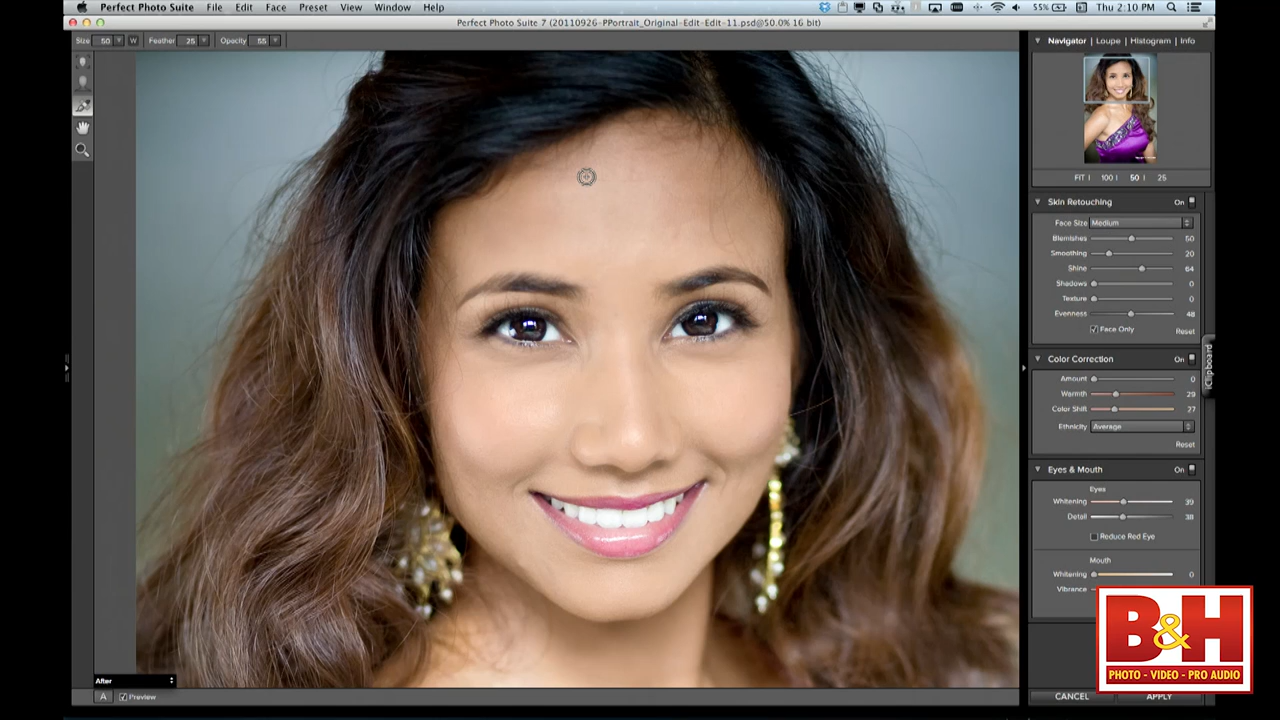 Perfect Photo Suite File Edit Face Preset View Window Help 55% Thu 2:10 PM
Perfect Photo Suite 7 (20110926-PPortrait_Original-Edit-Edit-11.psd@50.0% 16 bit)
Size 50 W Feather 25 Opacity 55
Navigator Loupe Histogram Info
FIT 100 50 25
Skin Retouching On
Face Size Medium
Blemishes 50
Smoothing 20
Shine 64
Shadows 0
Texture 0
Evenness 48
Face Only Reset
iClipboard
Color Correction On
Amount 0
Warmth 29
Color Shift 27
Ethnicity Average
Reset
Eyes & Mouth On
Eyes
Whitening 39
Detail 38
Reduce Red Eye
Mouth
Whitening 0
Vibrance
B&H
PHOTO - VIDEO - PRO AUDIO
After
A Preview
CANCEL APPLY